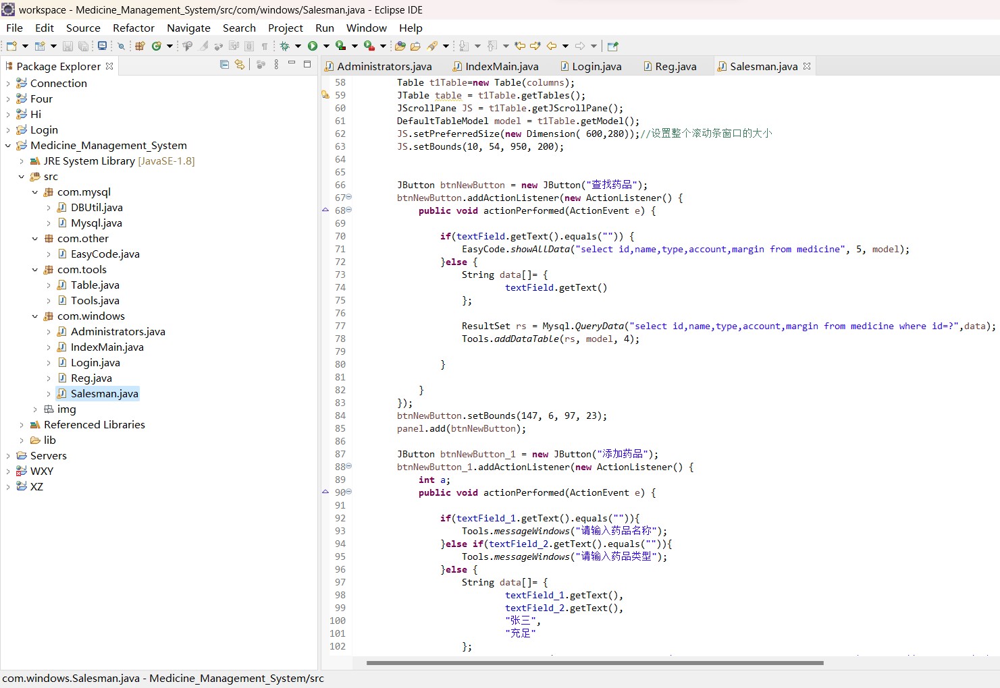 workspace - Medicine_Management_System/src/com/windows/Salesman.java - Eclipse IDE
File Edit Source Refactor Navigate Search Project Run Window Help
Package Explorer
Connection
Four
Hi
Login
Medicine_Management_System
JRE System Library [JavaSE-1.8]
src
com.mysql
DBUtil.java
Mysql.java
com.other
EasyCode.java
com.tools
Table.java
Tools.java
com.windows
Administrators.java
IndexMain.java
Login.java
Reg.java
Salesman.java
img
Referenced Libraries
lib
Servers
WXY
XZ
Administrators.java IndexMain.java Login.java Reg.java Salesman.java
58 Table t1Table=new Table(columns);
59 JTable table = t1Table.getTables();
60 JScrollPane JS = t1Table.getJScrollPane();
61 DefaultTableModel model = t1Table.getModel();
62 JS.setPreferredSize(new Dimension( 600,280));//设置整个滚动条窗口的大小
63 JS.setBounds(10, 54, 950, 200);
64
65
66 JButton btnNewButton = new JButton("查找药品");
67 btnNewButton.addActionListener(new ActionListener() {
68 public void actionPerformed(ActionEvent e) {
69
70 if(textField.getText().equals("")) {
71 EasyCode.showAllData("select id,name,type,account,margin from medicine", 5, model);
72 }else {
73 String data[]= {
74 textField.getText()
75 };
76
77 ResultSet rs = Mysql.QueryData("select id,name,type,account,margin from medicine where id=?",data);
78 Tools.addDataTable(rs, model, 4);
79
80 }
81
82 }
83 });
84 btnNewButton.setBounds(147, 6, 97, 23);
85 panel.add(btnNewButton);
86
87 JButton btnNewButton_1 = new JButton("添加药品");
88 btnNewButton_1.addActionListener(new ActionListener() {
89 int a;
90 public void actionPerformed(ActionEvent e) {
91
92 if(textField_1.getText().equals("")){
93 Tools.messageWindows("请输入药品名称");
94 }else if(textField_2.getText().equals("")){
95 Tools.messageWindows("请输入药品类型");
96 }else {
97 String data[]= {
98 textField_1.getText(),
99 textField_2.getText(),
100 "张三",
101 "充足"
102 };
com.windows.Salesman.java - Medicine_Management_System/src